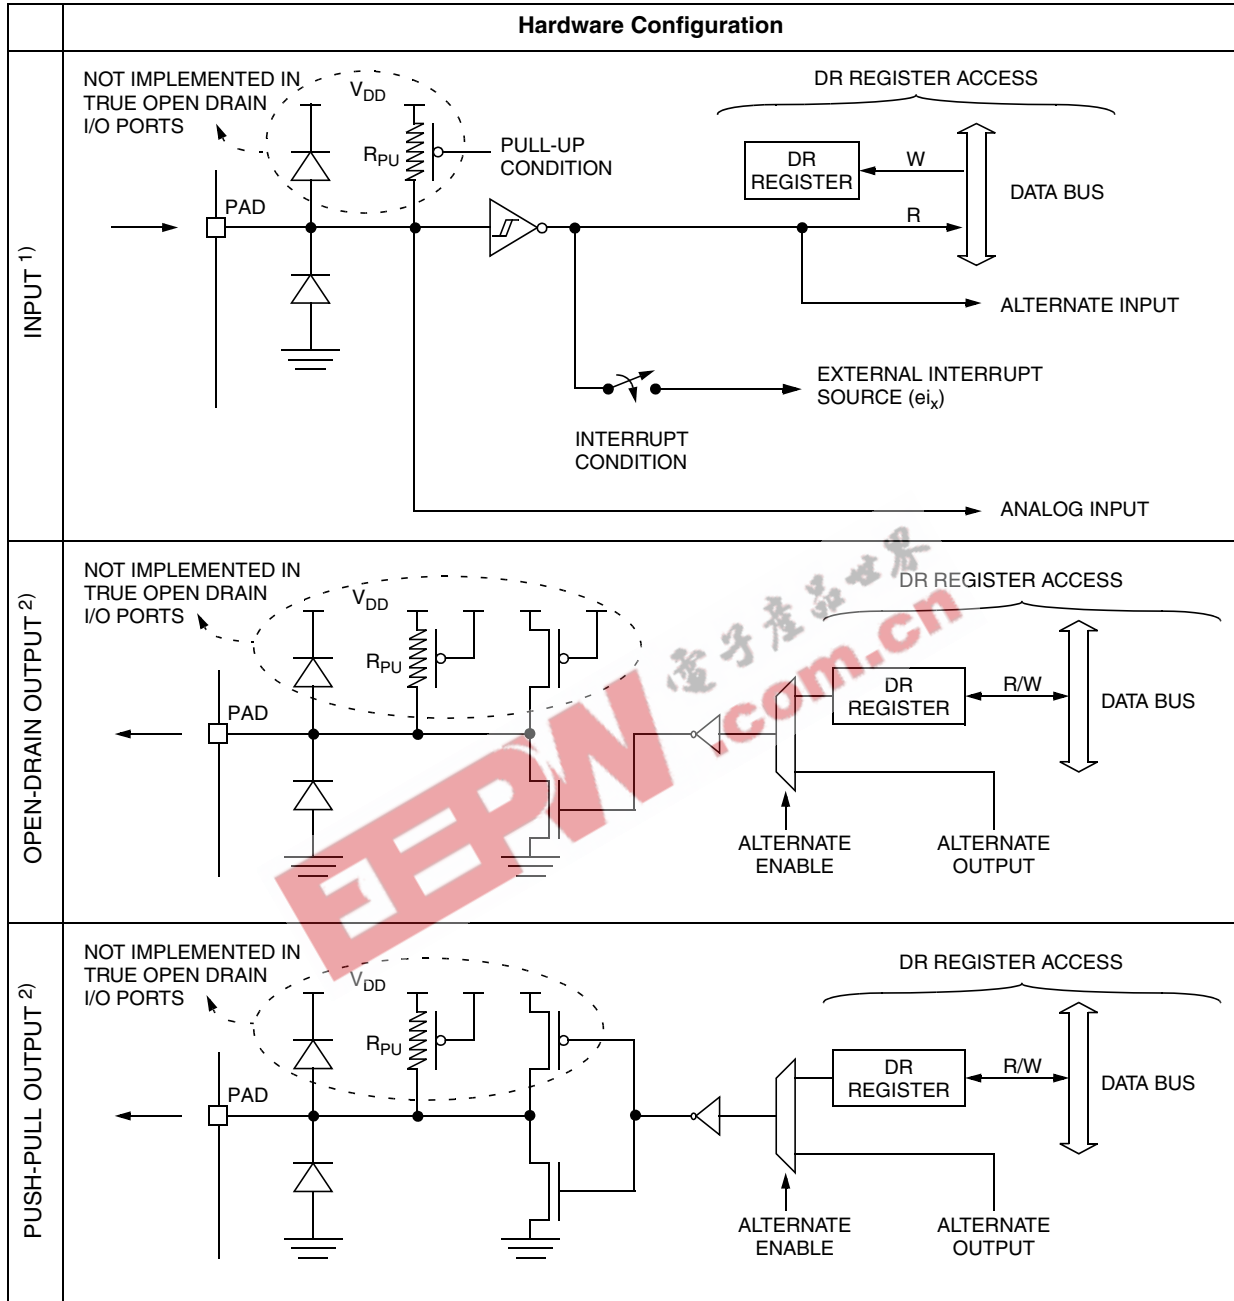 Hardware Configuration
INPUT 1)
NOT IMPLEMENTED IN
TRUE OPEN DRAIN
I/O PORTS
VDD
RPU
PULL-UP
CONDITION
PAD
DR REGISTER ACCESS
DR
REGISTER
W
R
DATA BUS
ALTERNATE INPUT
EXTERNAL INTERRUPT
SOURCE (eix)
INTERRUPT
CONDITION
ANALOG INPUT
OPEN-DRAIN OUTPUT 2)
NOT IMPLEMENTED IN
TRUE OPEN DRAIN
I/O PORTS
VDD
RPU
PAD
DR REGISTER ACCESS
DR
REGISTER
R/W
DATA BUS
ALTERNATE
ENABLE
ALTERNATE
OUTPUT
EEPW
.com.cn
電子產品世界
PUSH-PULL OUTPUT 2)
NOT IMPLEMENTED IN
TRUE OPEN DRAIN
I/O PORTS
VDD
RPU
PAD
DR REGISTER ACCESS
DR
REGISTER
R/W
DATA BUS
ALTERNATE
ENABLE
ALTERNATE
OUTPUT